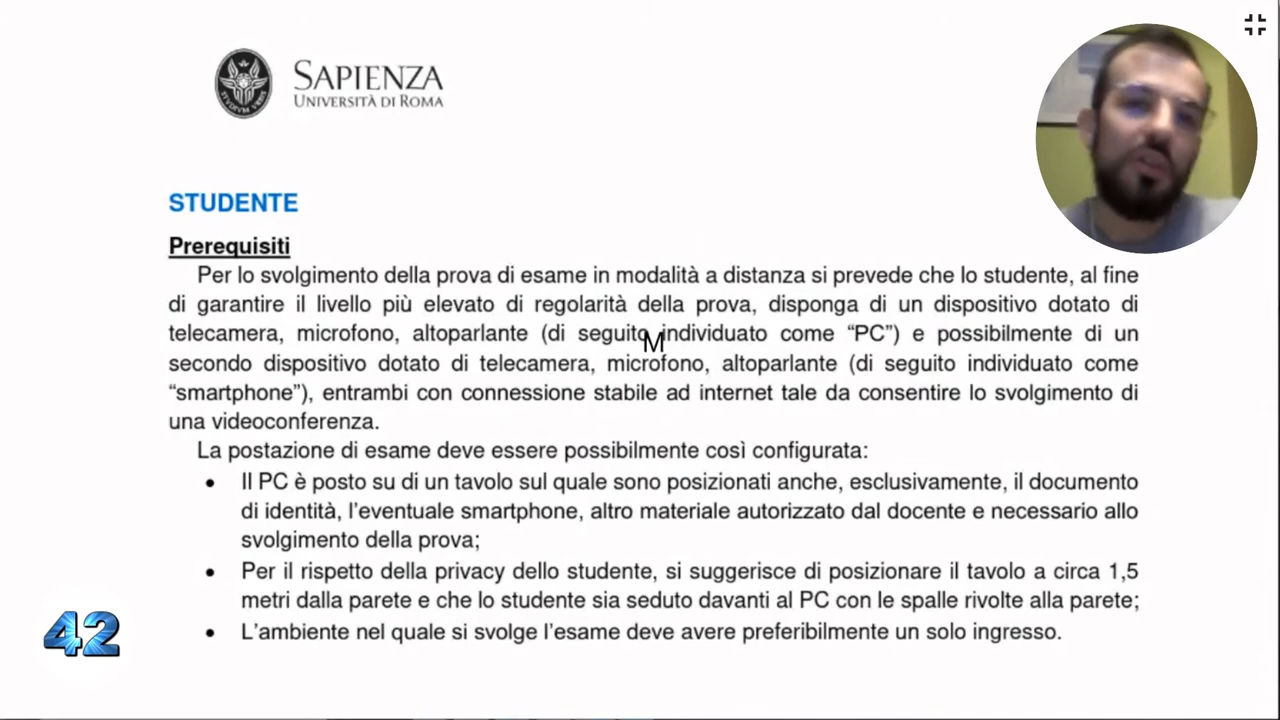 SAPIENZA
UNIVERSITÀ DI ROMA
STUDENTE
Prerequisiti
Per lo svolgimento della prova di esame in modalità a distanza si prevede che lo studente, al fine
di garantire il livello più elevato di regolarità della prova, disponga di un dispositivo dotato di
telecamera, microfono, altoparlante (di seguito individuato come “PC”) e possibilmente di un
M
secondo dispositivo dotato di telecamera, microfono, altoparlante (di seguito individuato come
“smartphone”), entrambi con connessione stabile ad internet tale da consentire lo svolgimento di
una videoconferenza.
La postazione di esame deve essere possibilmente così configurata:
• Il PC è posto su di un tavolo sul quale sono posizionati anche, esclusivamente, il documento
di identità, l’eventuale smartphone, altro materiale autorizzato dal docente e necessario allo
svolgimento della prova;
• Per il rispetto della privacy dello studente, si suggerisce di posizionare il tavolo a circa 1,5
metri dalla parete e che lo studente sia seduto davanti al PC con le spalle rivolte alla parete;
• L’ambiente nel quale si svolge l’esame deve avere preferibilmente un solo ingresso.
42